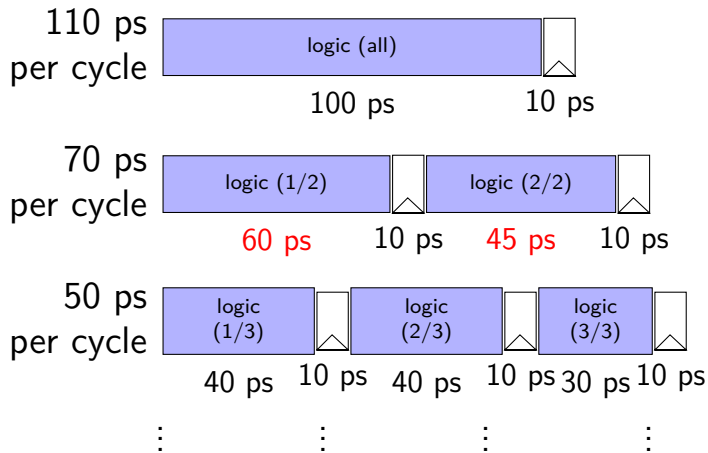 110 ps
per cycle
logic (all)
100 ps
10 ps
70 ps
per cycle
logic (1/2)
logic (2/2)
60 ps
10 ps
45 ps
10 ps
50 ps
per cycle
logic
(1/3)
logic
(2/3)
logic
(3/3)
40 ps
10 ps
40 ps
10 ps
30 ps
10 ps